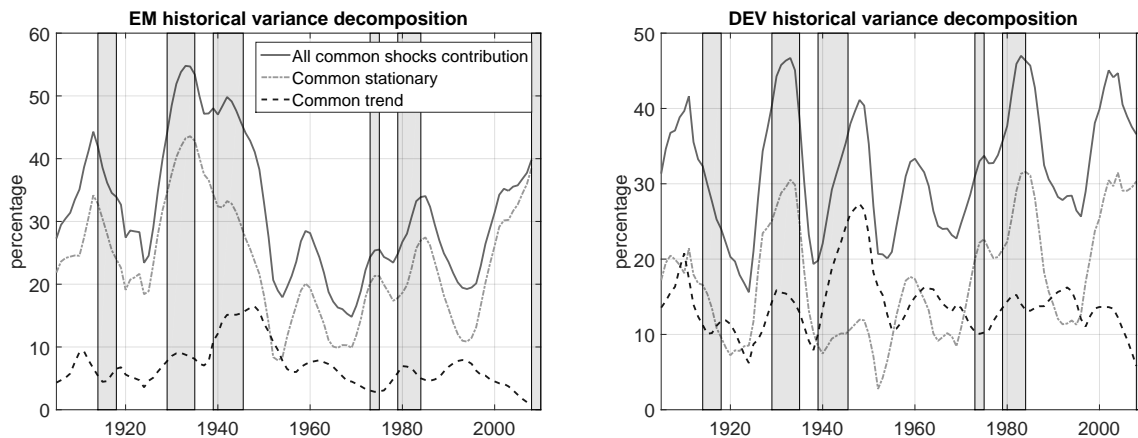 EM historical variance decomposition
percentage
60
50
40
30
20
10
0
1920 1940 1960 1980 2000
All common shocks contribution
Common stationary
Common trend
DEV historical variance decomposition
percentage
50
40
30
20
10
0
1920 1940 1960 1980 2000